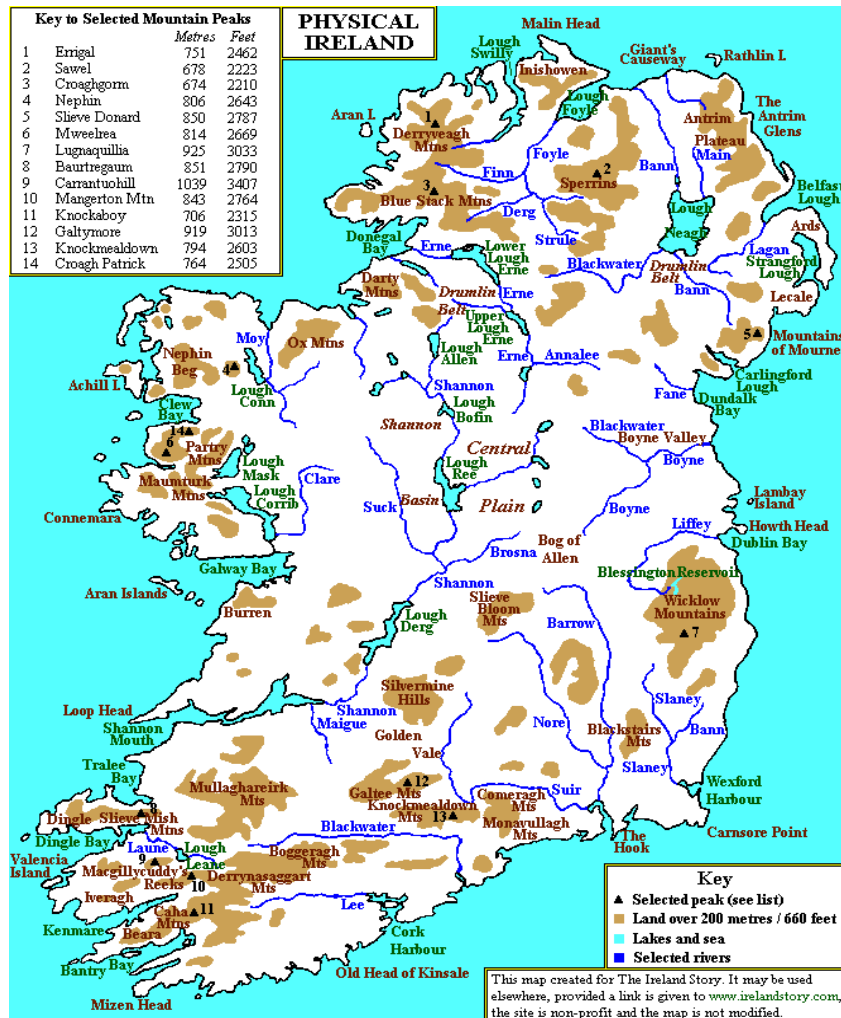 Key to Selected Mountain Peaks
Metres Feet
1 Errigal 751 2462
2 Sawel 678 2223
3 Croaghgorm 674 2210
4 Nephin 806 2643
5 Slieve Donard 850 2787
6 Mweelrea 814 2669
7 Lugnaquillia 925 3033
8 Baurtregaum 851 2790
9 Carrantuohill 1039 3407
10 Mangerton Mtn 843 2764
11 Knockaboy 706 2315
12 Galtymore 919 3013
13 Knockmealdown 794 2603
14 Croagh Patrick 764 2505
PHYSICAL
IRELAND
Malin Head
Lough
Swilly
Giant's
Causeway
Rathlin I.
Inishowen
Lough
Foyle
Aran I.
1
Derryveagh
Mtns
The
Antrim
Glens
Antrim
Plateau
Main
Foyle
Bann
Finn
2
Sperrins
3
Blue Stack Mtns
Derg
Strule
Belfast
Lough
Lough
Neagh
Ards
Donegal
Bay
Erne
Lower
Lough
Erne
Blackwater
Drumlin
Belt
Lagan
Strangford
Lough
Bann
Lecale
Darty
Mtns
Drumlin
Belt
Erne
Upper
Lough
Erne
5
Mountains
of Mourne
Moy
Ox Mtns
Nephin
Beg
4
Lough
Allen
Erne
Annalee
Achill I.
Lough
Conn
Shannon
Carlingford
Lough
Fane
Dundalk
Bay
Clew
Bay
Lough
Bofin
14
6
Partry
Mtns
Shannon
Blackwater
Boyne Valley
Central
Boyne
Maumturk
Mtns
Lough
Mask
Lough
Ree
Clare
Lough
Corrib
Suck
Basin
Plain
Lambay
Island
Connemara
Boyne
Liffey
Howth Head
Dublin Bay
Galway Bay
Brosna
Bog of
Allen
Aran Islands
Shannon
Blessington Reservoir
Burren
Lough
Derg
Slieve
Bloom
Mts
Barrow
Wicklow
Mountains
7
Loop Head
Shannon
Mouth
Silvermine
Hills
Shannon
Maigue
Slaney
Bann
Nore
Golden
Vale
Blackstairs
Mts
Tralee
Bay
Mullaghareirk
Mts
12
Galtee Mts
Suir
Slaney
Wexford
Harbour
Dingle
8
Slieve Mish
Mtns
Knockmealdown
Mts
13
Comeragh
Mts
Monavullagh
Mts
The
Hook
Carnsore Point
Dingle Bay
Blackwater
Laune
Lough
Leane
Boggeragh
Mts
Valencia
Island
9
Macgillycuddy's
Reeks
10
Derrynasaggart
Mts
Iveragh
Caha
Mtns
11
Lee
Kenmare
Beara
Cork
Harbour
Bantry Bay
Old Head of Kinsale
Mizen Head
Key
Selected peak (see list)
Land over 200 metres / 660 feet
Lakes and sea
Selected rivers
This map created for The Ireland Story. It may be used
elsewhere, provided a link is given to www.irelandstory.com,
the site is non-profit and the map is not modified.